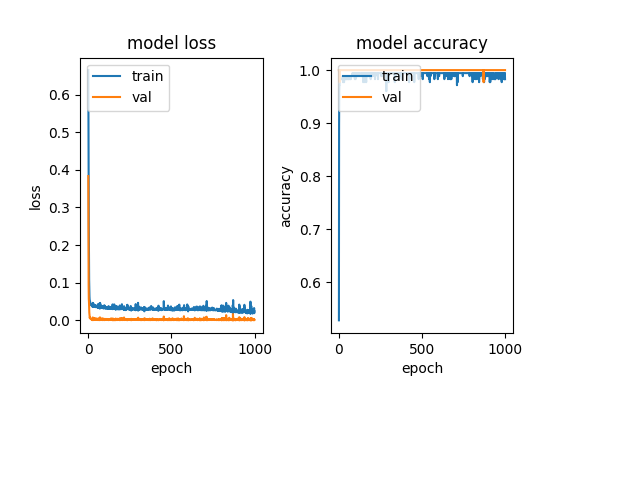 model loss
train
val
0.6
0.5
0.4
0.3
0.2
0.1
0.0
loss
0 500 1000
epoch
model accuracy
train
val
1.0
0.9
0.8
0.7
0.6
accuracy
0 500 1000
epoch